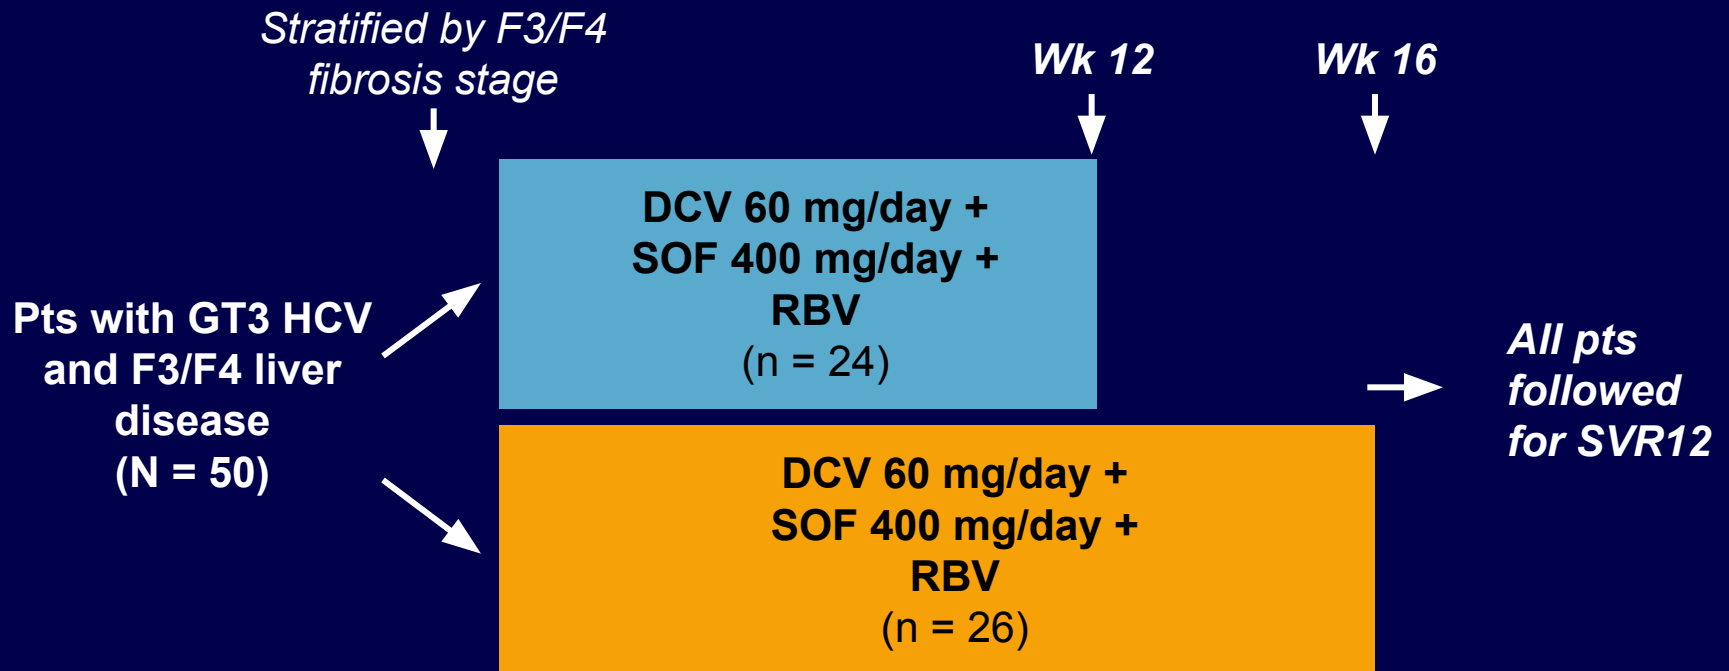 Stratified by F3/F4
fibrosis stage
Wk 12
Wk 16
Pts with GT3 HCV
and F3/F4 liver
disease
(N = 50)
DCV 60 mg/day +
SOF 400 mg/day +
RBV
(n = 24)
DCV 60 mg/day +
SOF 400 mg/day +
RBV
(n = 26)
All pts
followed
for SVR12